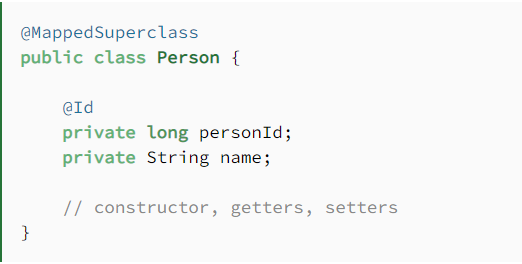 @MappedSuperclass
public class Person {
@Id
private long personId;
private String name;
// constructor, getters, setters
}